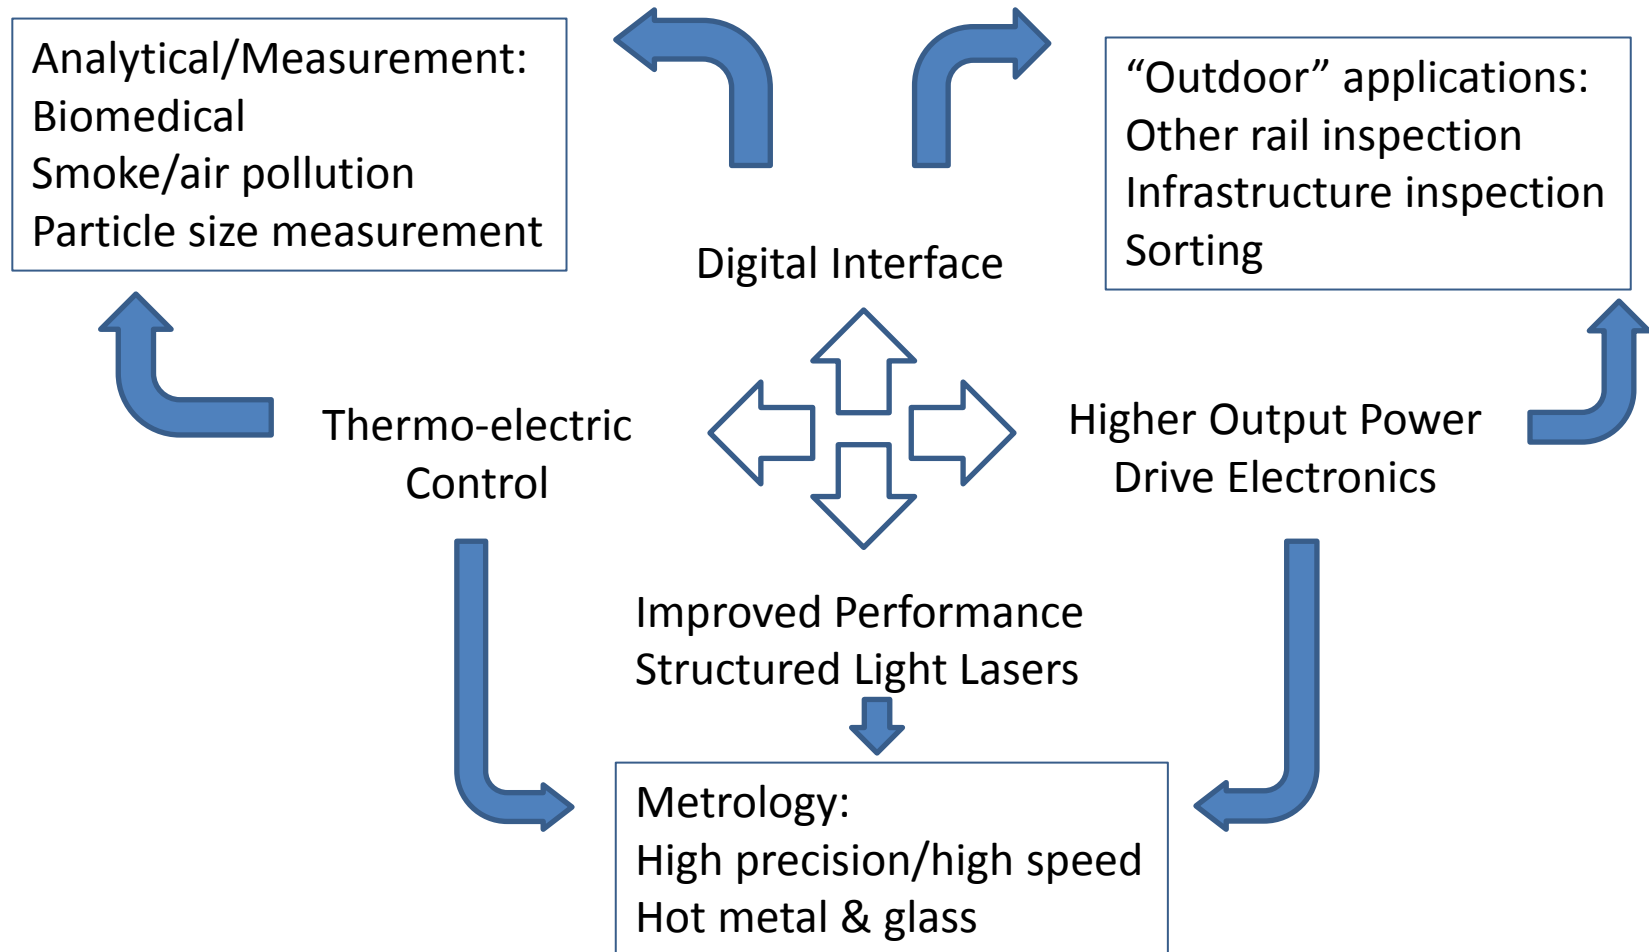 Analytical/Measurement:
Biomedical
Smoke/air pollution
Particle size measurement
“Outdoor” applications:
Other rail inspection
Infrastructure inspection
Sorting
Digital Interface
Thermo-electric
Control
Higher Output Power
Drive Electronics
Improved Performance
Structured Light Lasers
Metrology:
High precision/high speed
Hot metal & glass